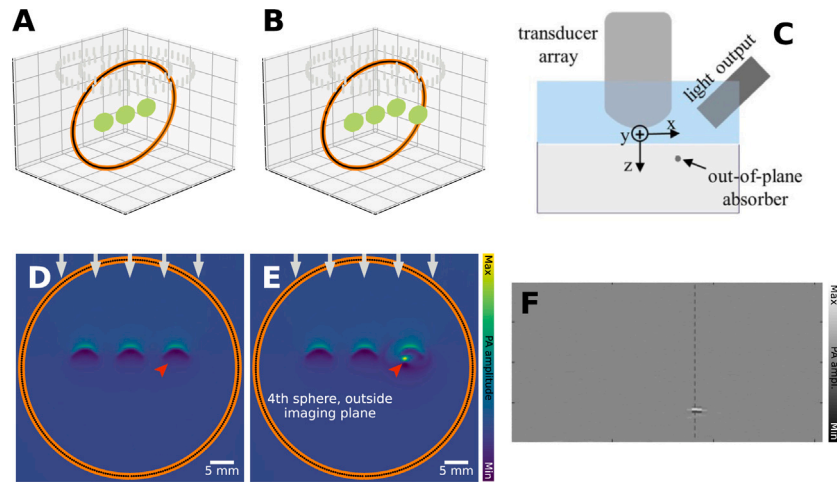 A
B
C
transducer
array
light output
y
x
z
out-of-plane
absorber
D
E
F
Max
PA amplitude
Min
Max
PA ampl.
Min
4th sphere, outside
imaging plane
5 mm
5 mm